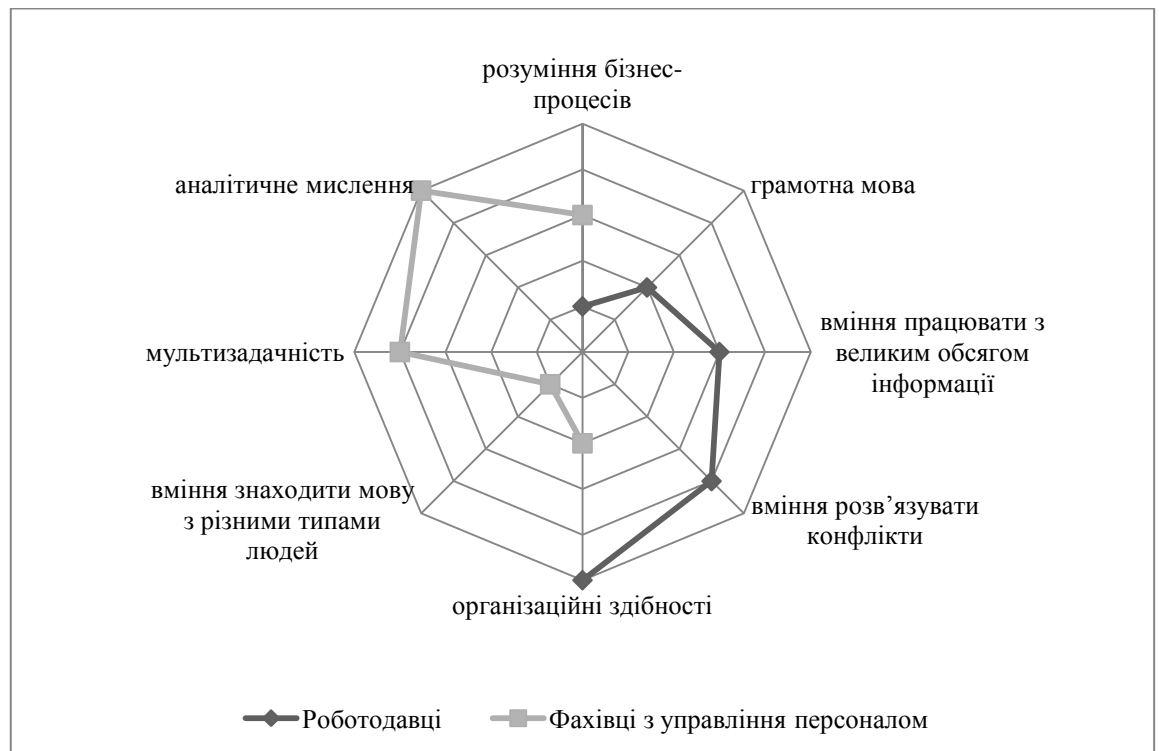 розуміння бізнес-
процесів
аналітичне мислення
грамотна мова
мультизадачність
вміння працювати з
великим обсягом
інформації
вміння знаходити мову
з різними типами
людей
вміння розв’язувати
конфлікти
організаційні здібності
Роботодавці
Фахівці з управління персоналом